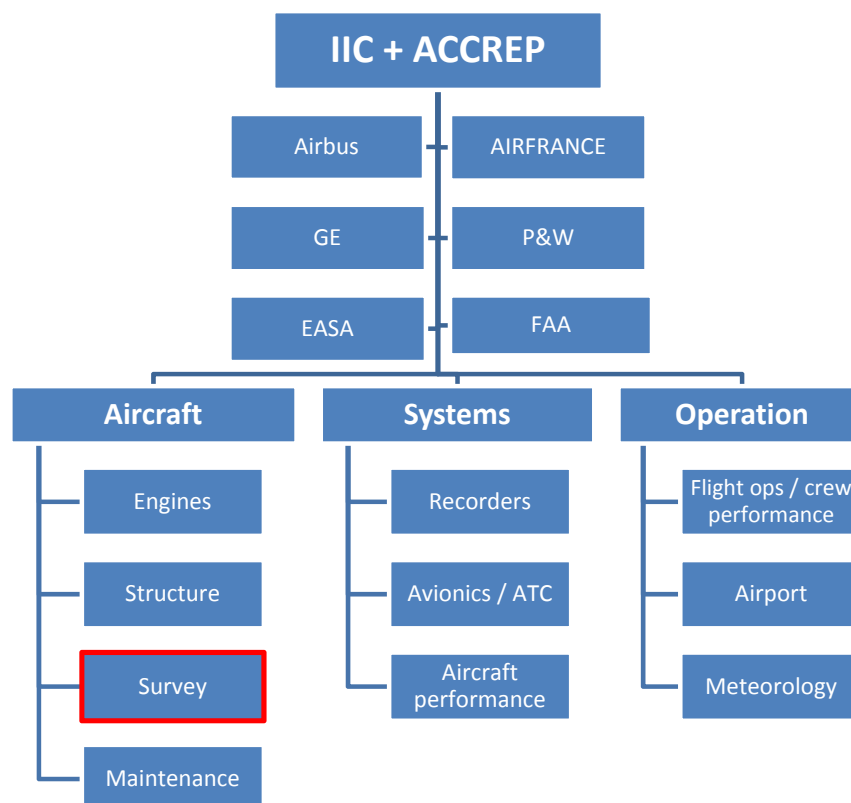 IIC + ACCREP
Airbus
AIRFRANCE
GE
P&W
EASA
FAA
Aircraft
Systems
Operation
Engines
Recorders
Flight ops / crew
performance
Structure
Avionics / ATC
Airport
Survey
Aircraft
performance
Meteorology
Maintenance